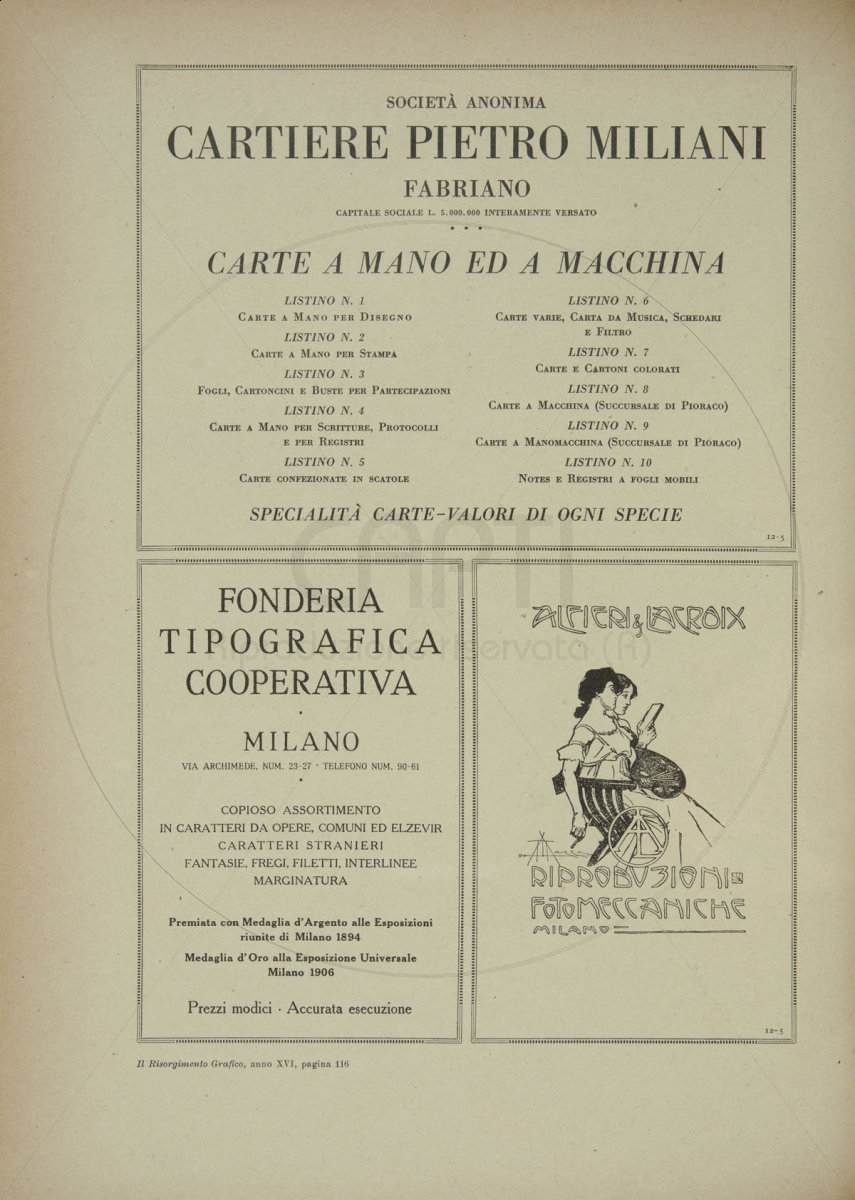 SOCIETÀ ANONIMA
CARTIERE PIETRO MILIANI
FABRIANO
CAPITALE SOCIALE L. 5.000.000 INTERAMENTE VERSATO
CARTE A MANO ED A MACCHINA
LISTINO N. 1
CARTE A MANO PER DISEGNO
LISTINO N. 2
CARTE A MANO PER STAMPA
LISTINO N. 3
FOGLI, CARTONCINI E BUSTE PER PARTECIPAZIONI
LISTINO N. 4
CARTE A MANO PER SCRITTURE, PROTOCOLLI
E PER REGISTRI
LISTINO N. 5
CARTE CONFEZIONATE IN SCATOLE
LISTINO N. 6
CARTE VARIE, CARTA DA MUSICA, SCHEDARI
E FILTRO
LISTINO N. 7
CARTE E CARTONI COLORATI
LISTINO N. 8
CARTE A MACCHINA (SUCCURSALE DI PIORACO)
LISTINO N. 9
CARTE A MANOMACCHINA (SUCCURSALE DI PIORACO)
LISTINO N. 10
NOTES E REGISTRI A FOGLI MOBILI
SPECIALITÀ CARTE-VALORI DI OGNI SPECIE
12-5
FONDERIA
TIPOGRAFICA
COOPERATIVA
MILANO
VIA ARCHIMEDE, NUM. 23-27 · TELEFONO NUM. 90-61
COPIOSO ASSORTIMENTO
IN CARATTERI DA OPERE, COMUNI ED ELZEVIR
CARATTERI STRANIERI
FANTASIE, FREGI, FILETTI, INTERLINEE
MARGINATURA
Premiata con Medaglia d'Argento alle Esposizioni
riunite di Milano 1894
Medaglia d'Oro alla Esposizione Universale
Milano 1906
Prezzi modici · Accurata esecuzione
ALFIERI & LACROIX
RIPRODUZIONI
FOTOMECCANICHE
MILANO
12-5
Il Risorgimento Grafico, anno XVI, pagina 116